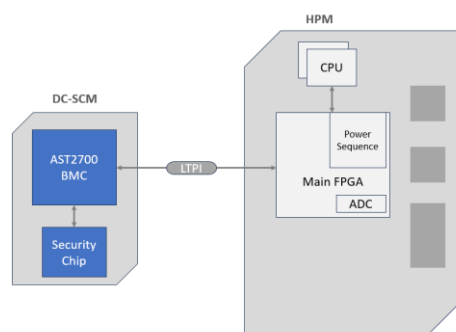 HPM
CPU
DC-SCM
AST2700
BMC
LTPI
Power
Sequence
Main FPGA
ADC
Security
Chip